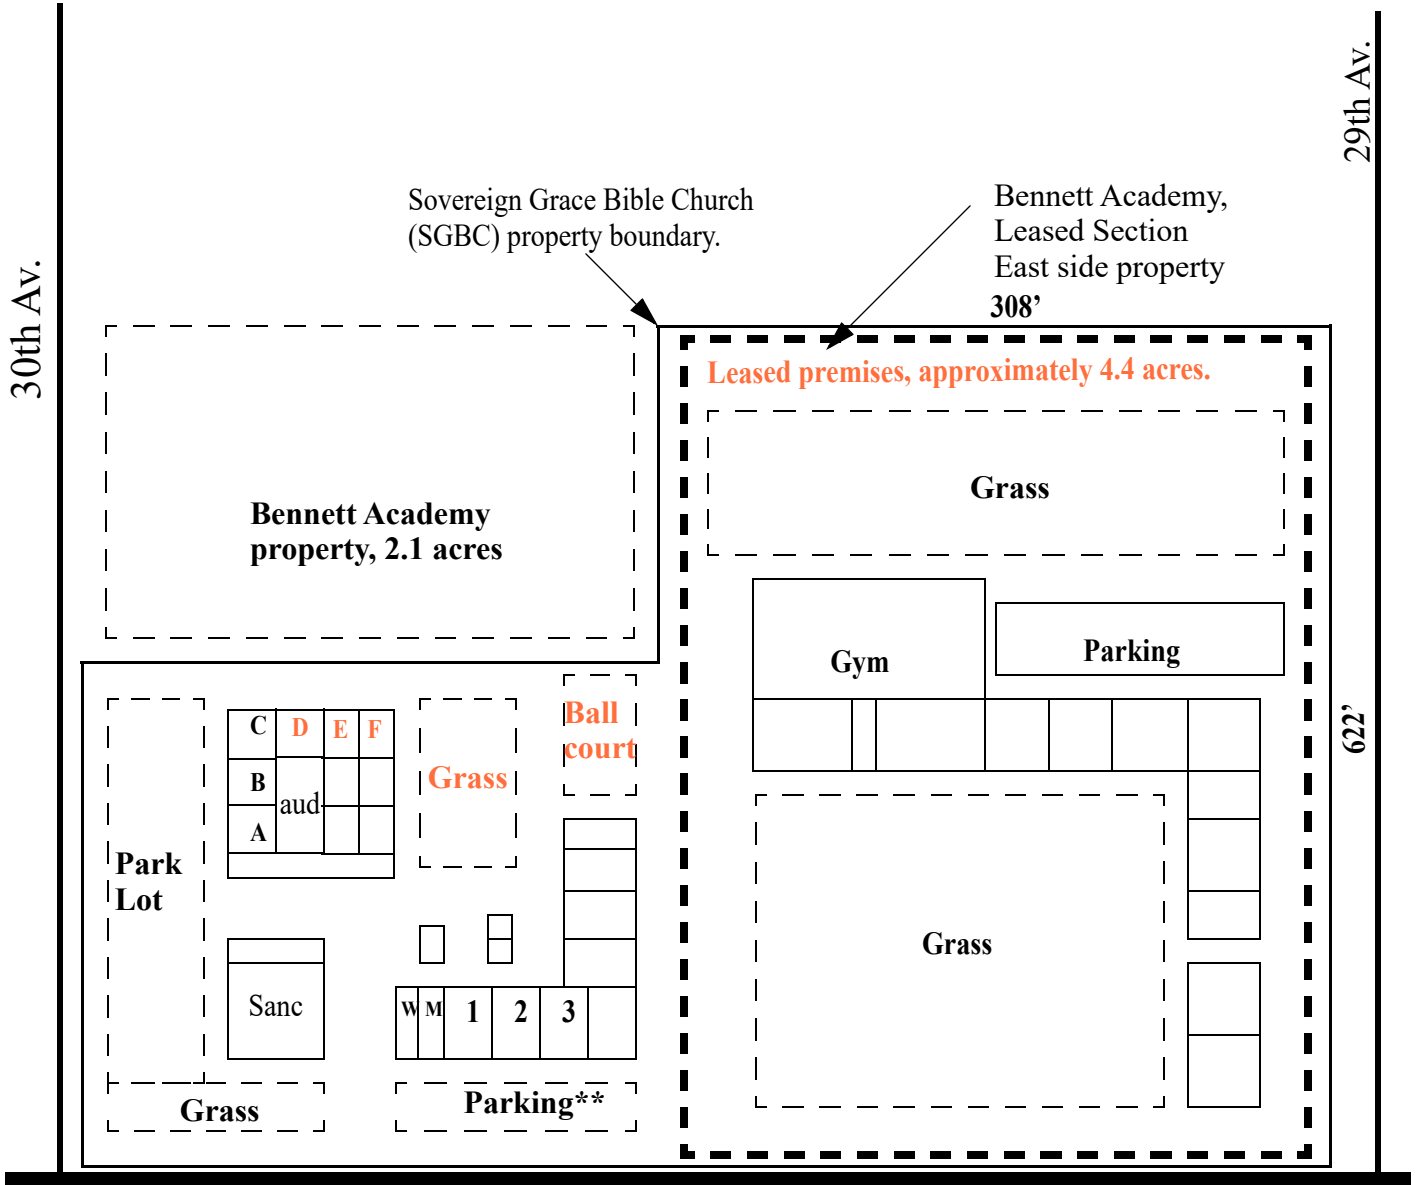 29th Av.
30th Av.
Sovereign Grace Bible Church
(SGBC) property boundary.
Bennett Academy,
Leased Section
East side property
308’
Leased premises, approximately 4.4 acres.
Grass
Bennett Academy
property, 2.1 acres
Gym
Parking
622’
C
D
E
F
B
aud
A
Grass
Ball
court
Park
Lot
Grass
Sanc
W
M
1
2
3
Grass
Parking**